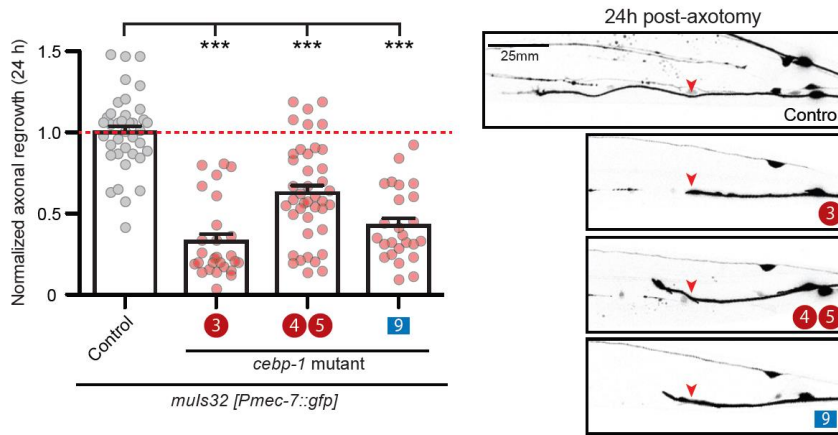 Normalized axonal regrowth (24 h)
1.5
1.0
0.5
0
*** *** ***
Control
3
4 5
9
cebp-1 mutant
muIs32 [Pmec-7::gfp]
24h post-axotomy
25mm
Contro
3
4 5
9